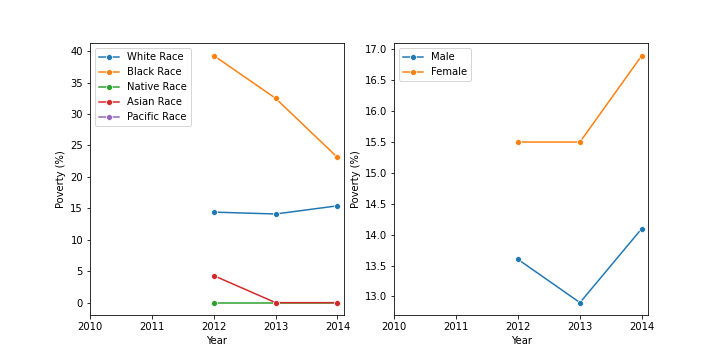 40
35
30
25
20
15
10
5
0
Poverty (%)
White Race
Black Race
Native Race
Asian Race
Pacific Race
2010 2011 2012 2013 2014
Year
17.0
16.5
16.0
15.5
15.0
14.5
14.0
13.5
13.0
Poverty (%)
Male
Female
2010 2011 2012 2013 2014
Year